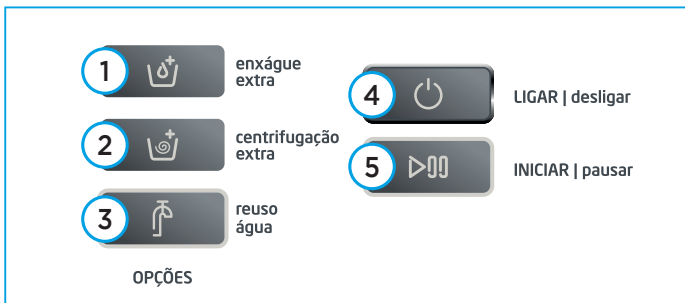 1
enxágue
extra
2
centrifugação
extra
3
reuso
água
OPÇÕES
4
LIGAR | desligar
5
INICIAR | pausar